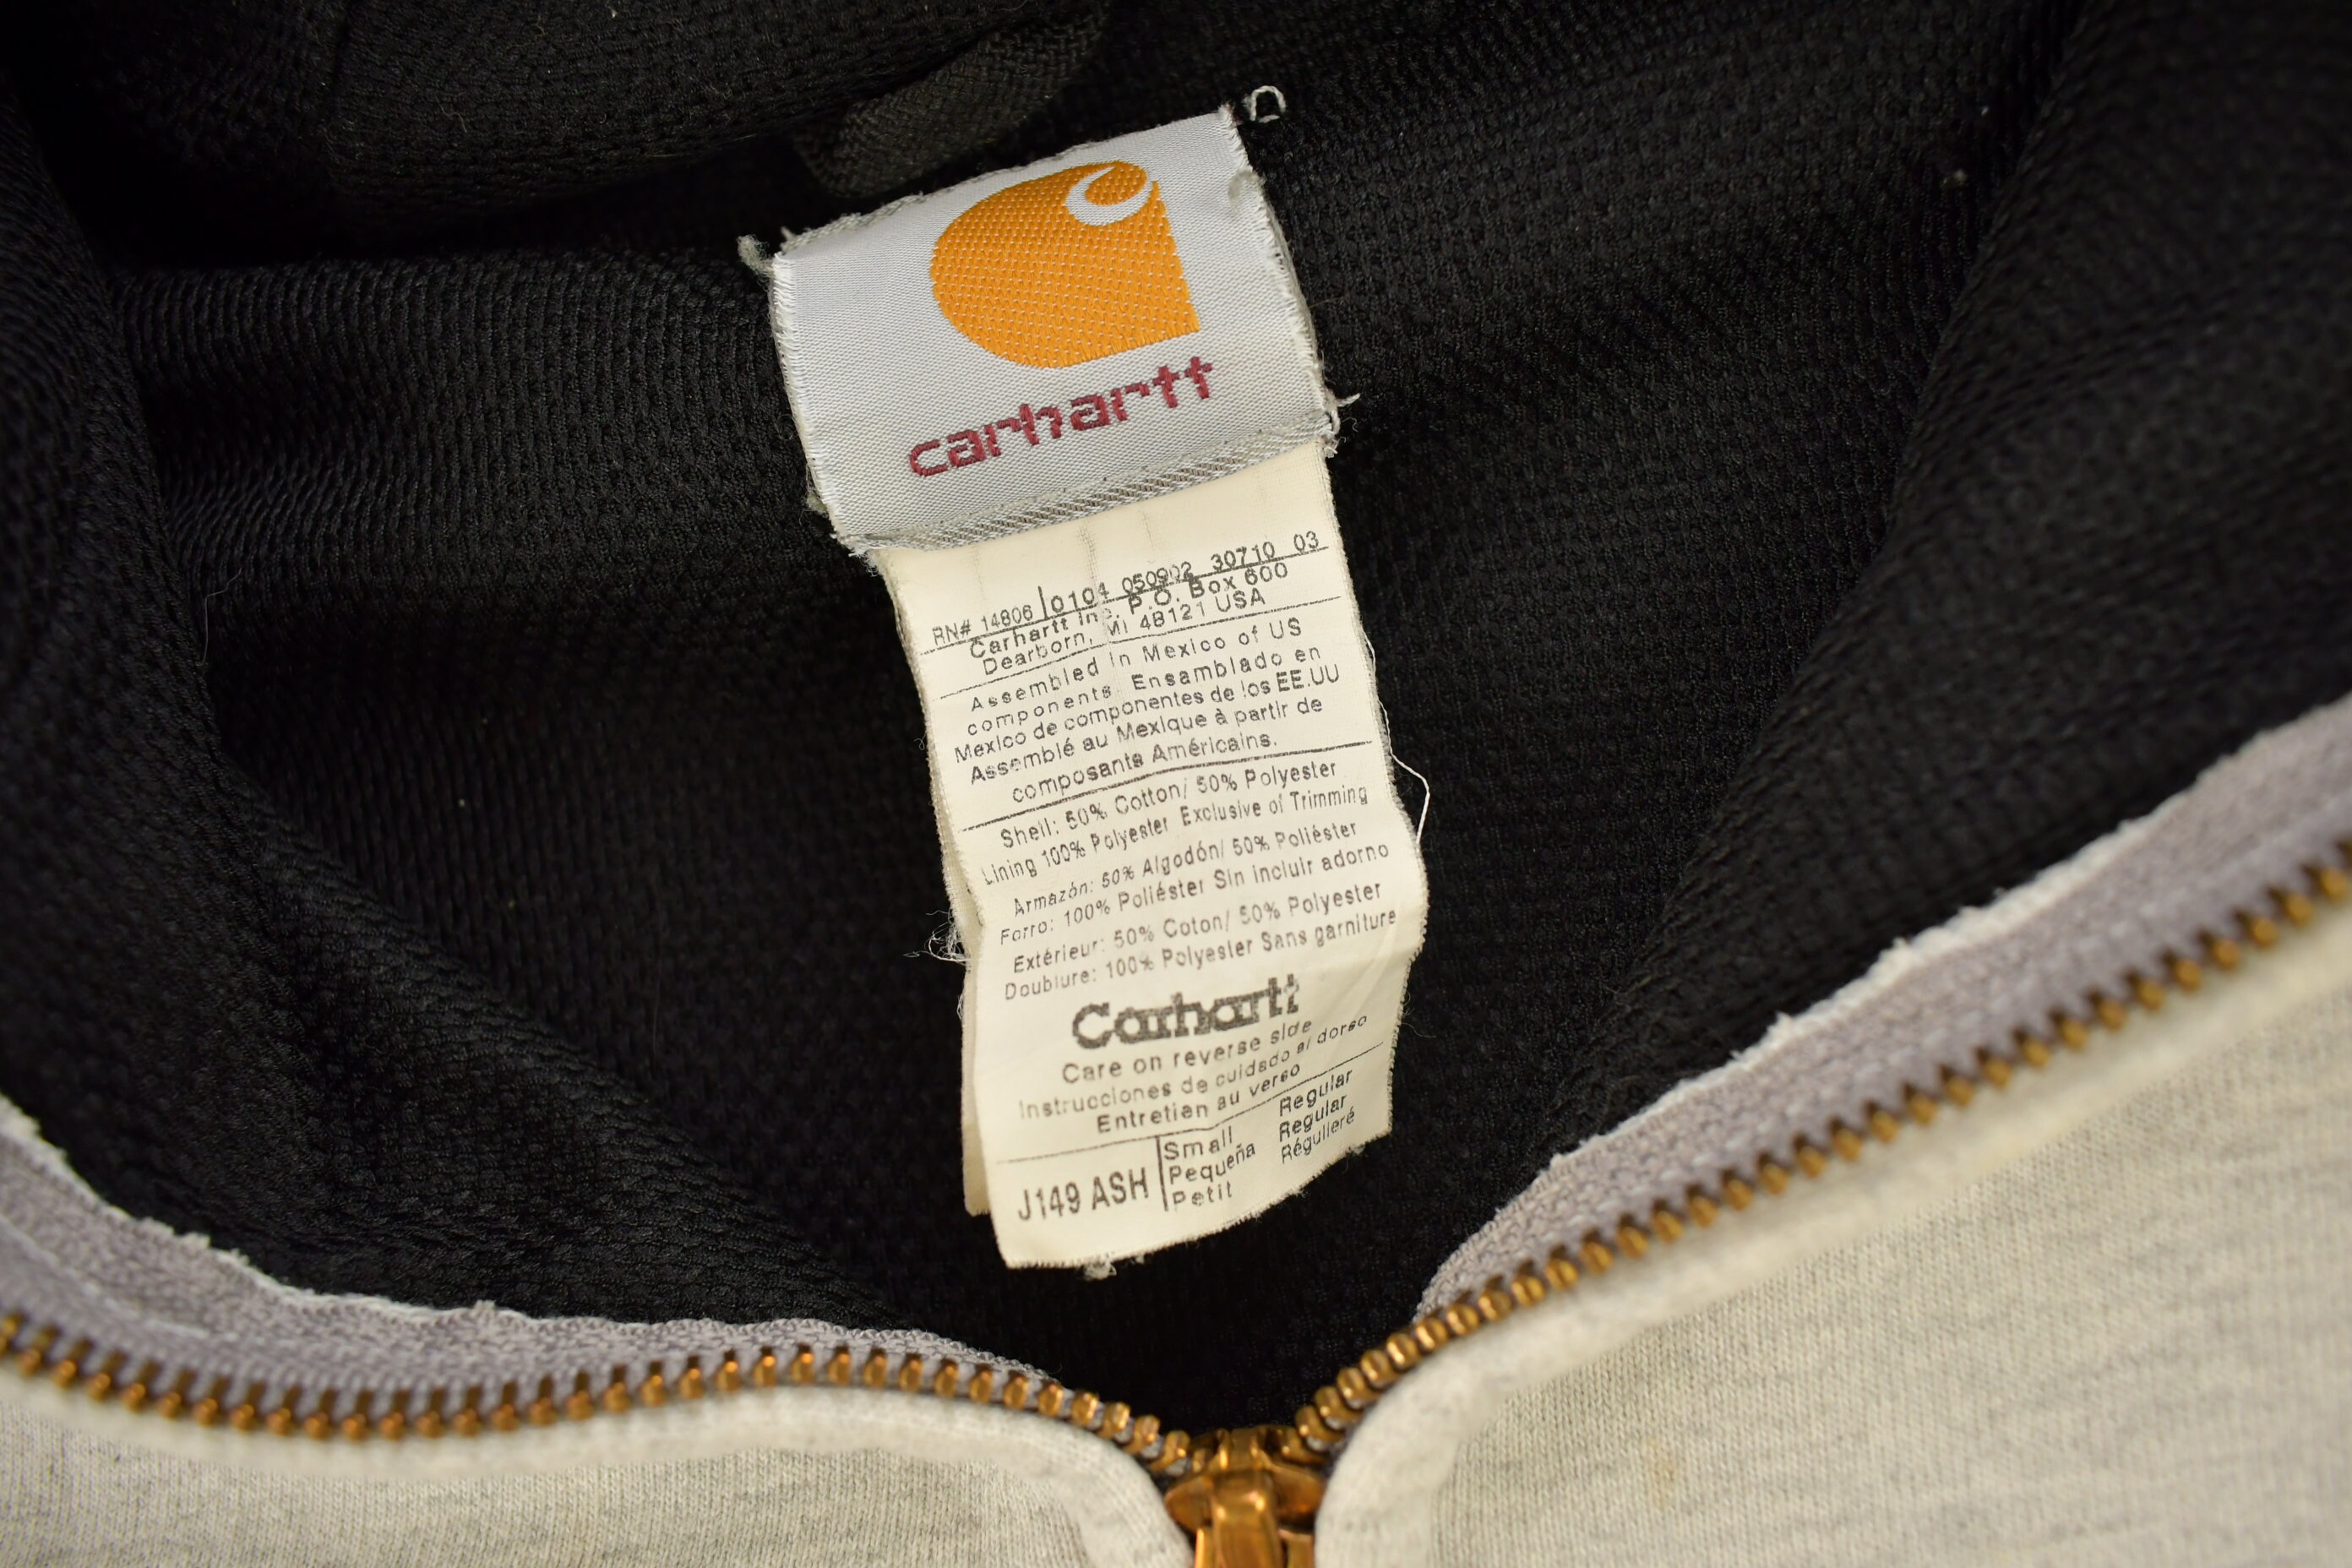 carhartt
RN# 14806 0104 050902 30710 03
Carhartt Inc. P.O. Box 600
Dearborn, MI 48121 USA
Assembled in Mexico of US
components. Ensamblado en
Mexico de componentes de los EE.UU
Assemblé au Mexique à partir de
composants Américains.
Shell: 50% Cotton/ 50% Polyester
Lining 100% Polyester Exclusive of Trimming
Armazón: 50% Algodón/ 50% Poliéster
Forro: 100% Poliéster Sin incluir adorno
Extérieur: 50% Coton/ 50% Polyester
Doublure: 100% Polyester Sans garniture
Carhartt
Care on reverse side
Instrucciones de cuidado al dorso
Entretien au verso
J149 ASH
Small Regular
Pequeña Regular
Petit Régulieré